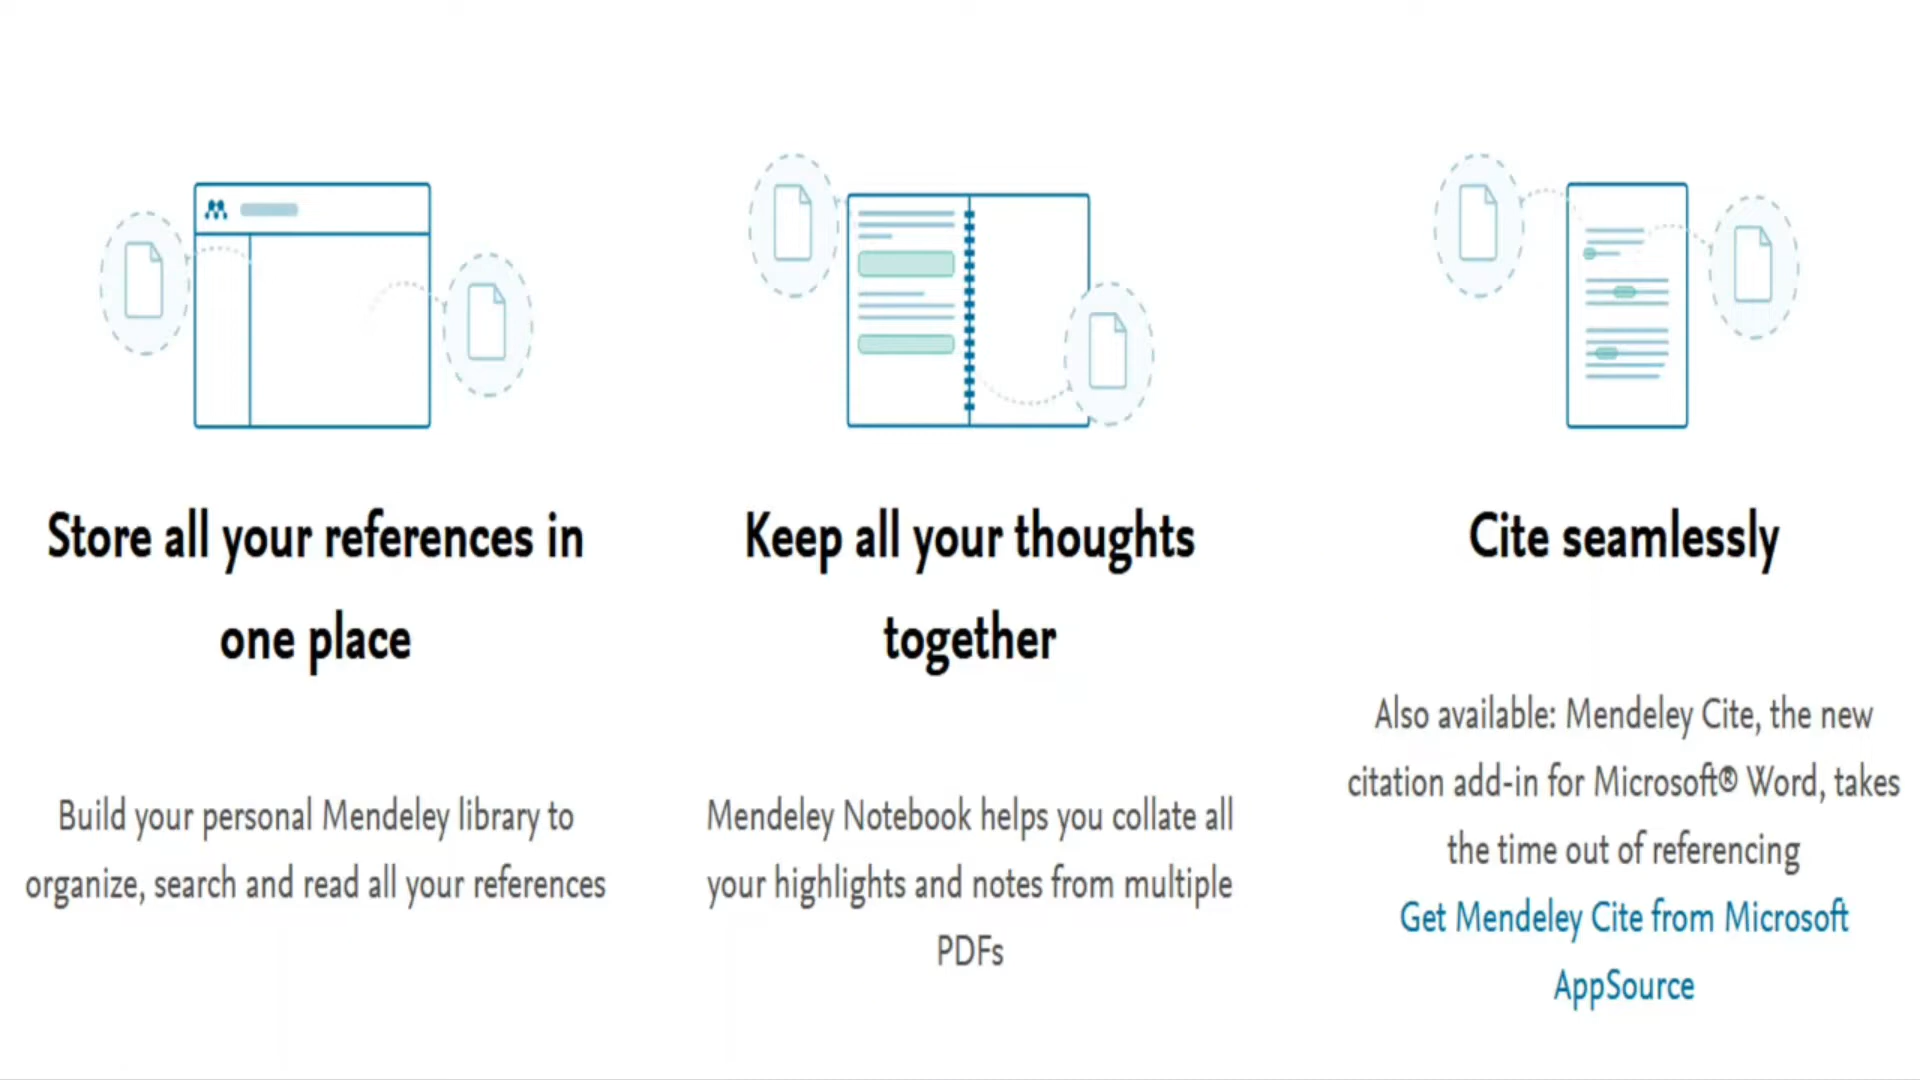 Store all your references in
one place
Build your personal Mendeley library to
organize, search and read all your references
Keep all your thoughts
together
Mendeley Notebook helps you collate all
your highlights and notes from multiple
PDFs
Cite seamlessly
Also available: Mendeley Cite, the new
citation add-in for Microsoft® Word, takes
the time out of referencing
Get Mendeley Cite from Microsoft
AppSource